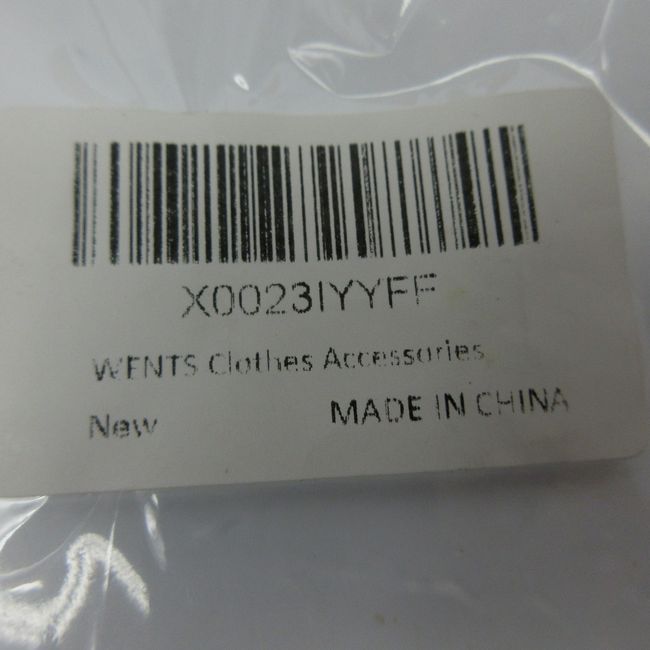 X0023IYYFF
WENTS Clothes Accessories
New MADE IN CHINA